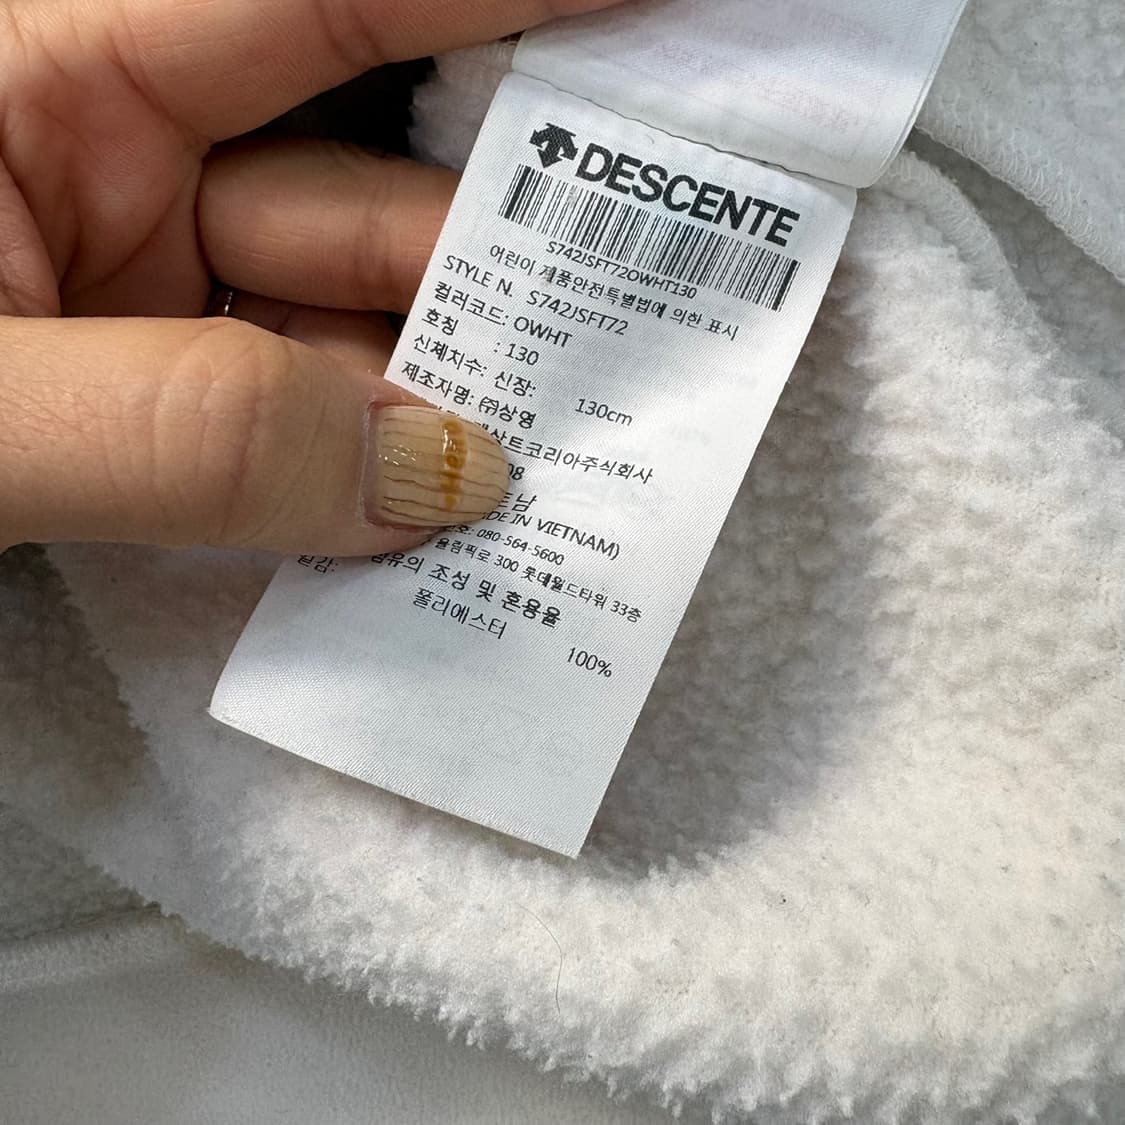 DESCENTE
S742JSFT72OWHT130
어린이 제품안전특별법에 의한 표시
STYLE N. S742JSFT72
컬러코드: OWHT
호칭 : 130
신체치수: 신장: 130cm
제조자명: ㈜상영
트코리아주식회사
08
남
DE IN VIETNAM)
080-564-5600
올림픽로 300 롯데월드타워 33층
섬유의 조성 및 혼용율
겉감: 폴리에스터
100%